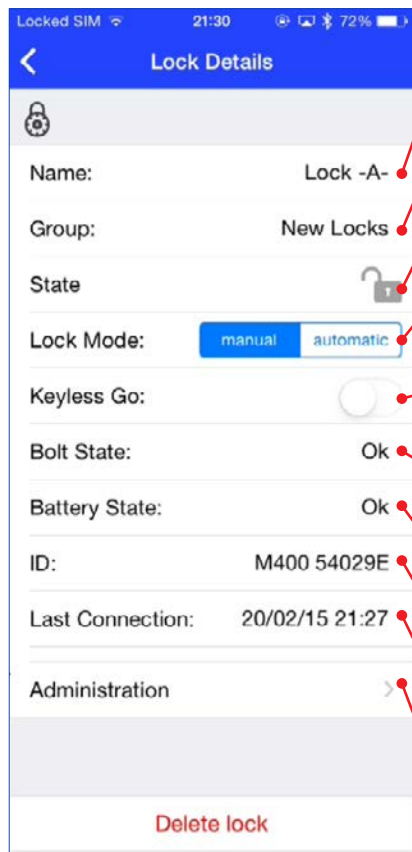 Locked SIM 21:30 72%
Lock Details
Name: Lock -A-
Group: New Locks
State
Lock Mode: manual automatic
Keyless Go:
Bolt State: Ok
Battery State: Ok
ID: M400 54029E
Last Connection: 20/02/15 21:27
Administration
Delete lock